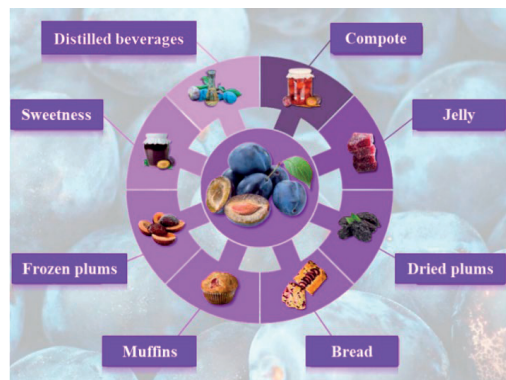 Distilled beverages
Compote
Sweetness
Jelly
Frozen plums
Dried plums
Muffins
Bread